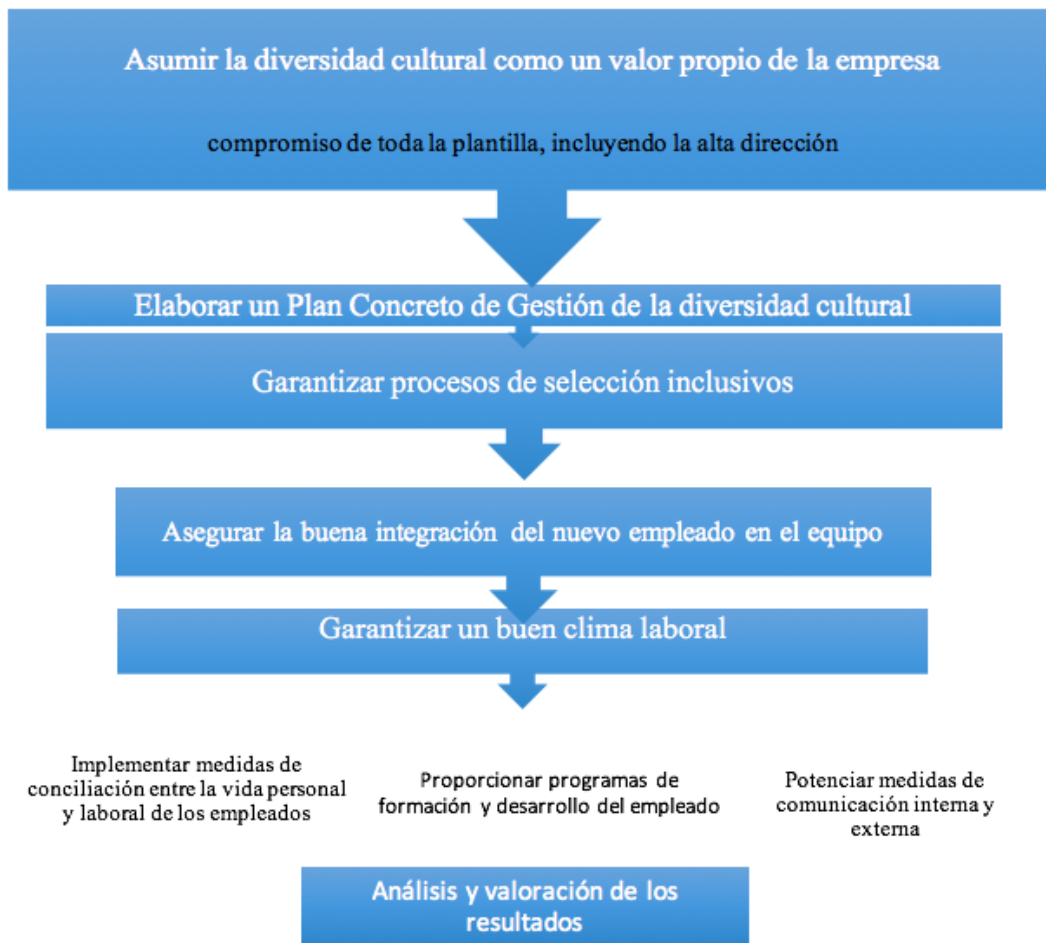 Asumir la diversidad cultural como un valor propio de la empresa
compromiso de toda la plantilla, incluyendo la alta dirección
Elaborar un Plan Concreto de Gestión de la diversidad cultural
Garantizar procesos de selección inclusivos
Asegurar la buena integración del nuevo empleado en el equipo
Garantizar un buen clima laboral
Implementar medidas de
conciliación entre la vida personal
y laboral de los empleados
Proporcionar programas de
formación y desarrollo del empleado
Potenciar medidas de
comunicación interna y
externa
Análisis y valoración de los
resultados